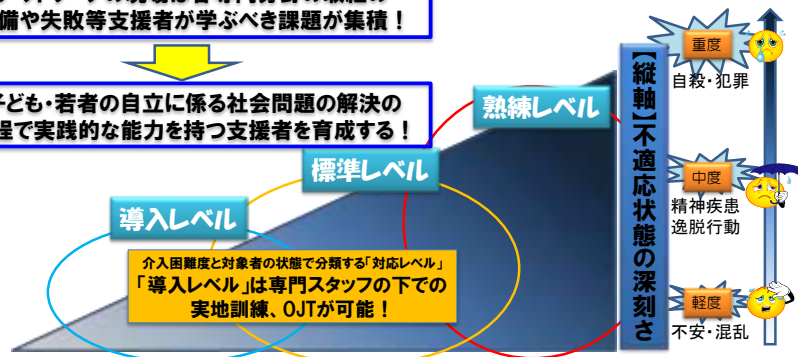 備や失敗等支援者が学ぶべき課題が集積！
子ども・若者の自立に係る社会問題の解決の
程で実践的な能力を持つ支援者を育成する！
熟練レベル
標準レベル
導入レベル
介入困難度と対象者の状態で分類する「対応レベル」
「導入レベル」は専門スタッフの下での
実地訓練、OJTが可能！
【縦軸】不適応状態の深刻さ
重度
自殺・犯罪
中度
精神疾患
逸脱行動
軽度
不安・混乱